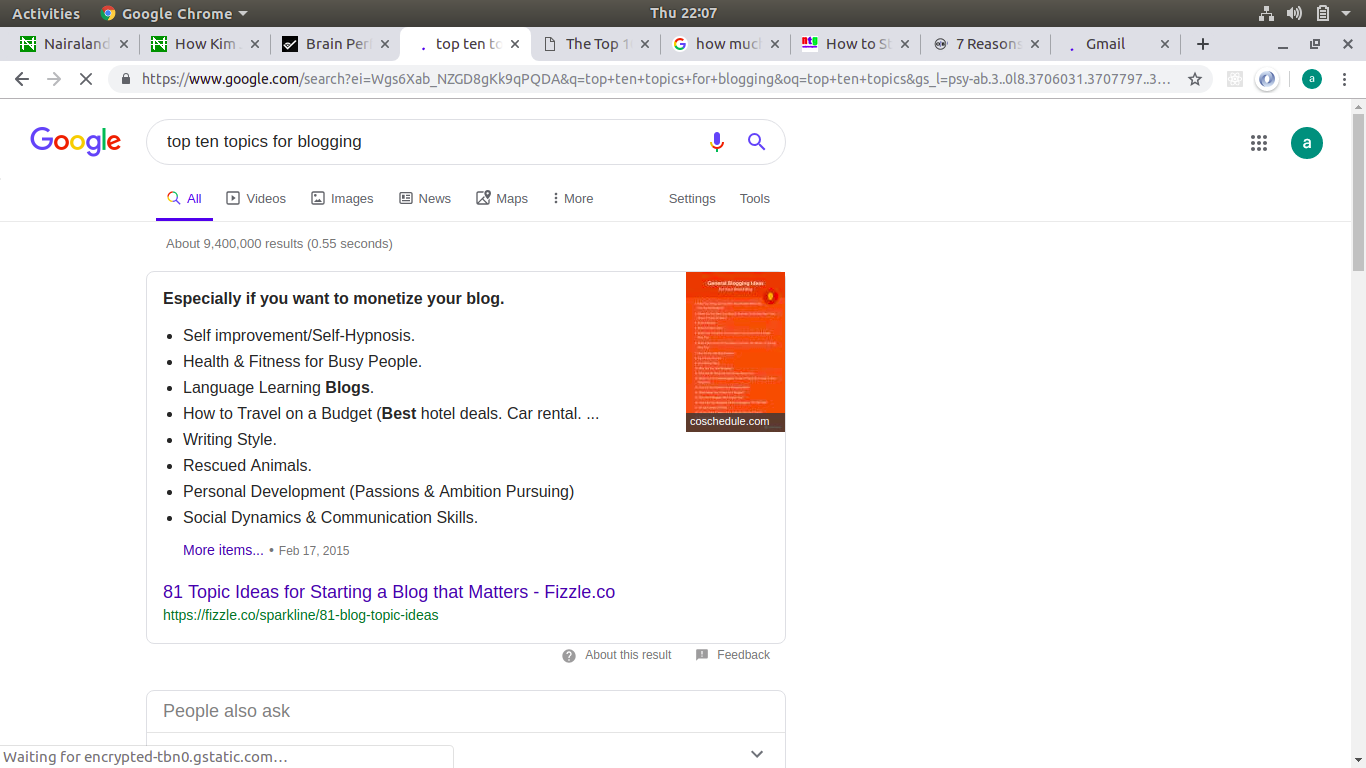 Activities Google Chrome Thu 22:07
Nairaland How Kim J Brain Perf top ten to The Top 1 how much How to St 7 Reasons Gmail
https://www.google.com/search?ei=Wgs6Xab_NZGD8gKk9qPQDA&q=top+ten+topics+for+blogging&oq=top+ten+topics&gs_l=psy-ab.3..0l8.3706031.3707797..3… a
Google top ten topics for blogging a
All Videos Images News Maps More Settings Tools
About 9,400,000 results (0.55 seconds)
Especially if you want to monetize your blog.
General Blogging Ideas
Self improvement/Self-Hypnosis.
Health & Fitness for Busy People.
Language Learning Blogs.
How to Travel on a Budget (Best hotel deals. Car rental. ...
coschedule.com
Writing Style.
Rescued Animals.
Personal Development (Passions & Ambition Pursuing)
Social Dynamics & Communication Skills.
More items... • Feb 17, 2015
81 Topic Ideas for Starting a Blog that Matters - Fizzle.co
https://fizzle.co/sparkline/81-blog-topic-ideas
About this result Feedback
People also ask
Waiting for encrypted-tbn0.gstatic.com…